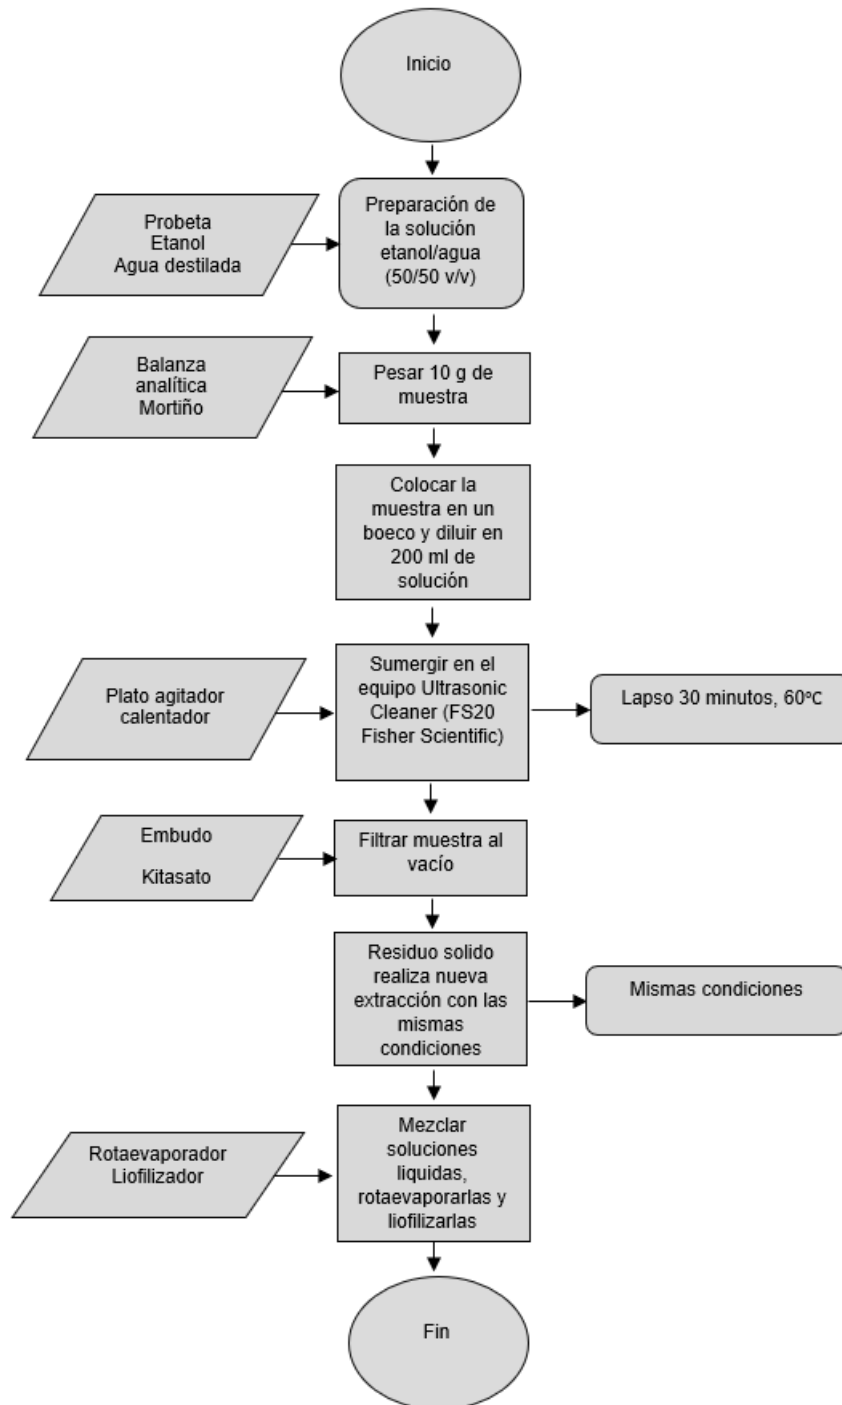 Inicio
Probeta
Etanol
Agua destilada
Preparación de
la solución
etanol/agua
(50/50 v/v)
Balanza
analítica
Mortiño
Pesar 10 g de
muestra
Colocar la
muestra en un
boeco y diluir en
200 ml de
solución
Plato agitador
calentador
Sumergir en el
equipo Ultrasonic
Cleaner (FS20
Fisher Scientific)
Lapso 30 minutos, 60ºC
Embudo
Kitasato
Filtrar muestra al
vacío
Residuo solido
realiza nueva
extracción con las
mismas
condiciones
Mismas condiciones
Rotaevaporador
Liofilizador
Mezclar
soluciones
liquidas,
rotaevaporarlas y
liofilizarlas
Fin